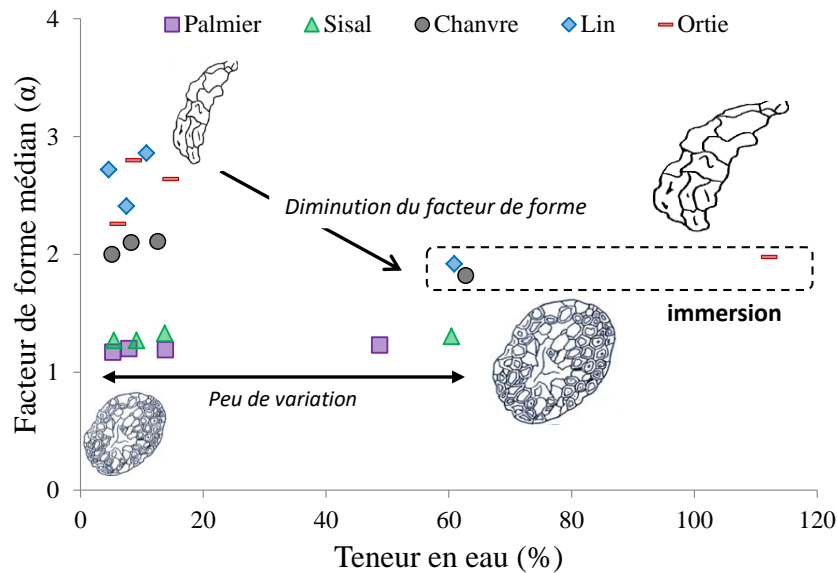 Palmier Sisal Chanvre Lin Ortie
Facteur de forme médian (α)
4
3
2
1
0
Diminution du facteur de forme
immersion
Peu de variation
0 20 40 60 80 100 120
Teneur en eau (%)